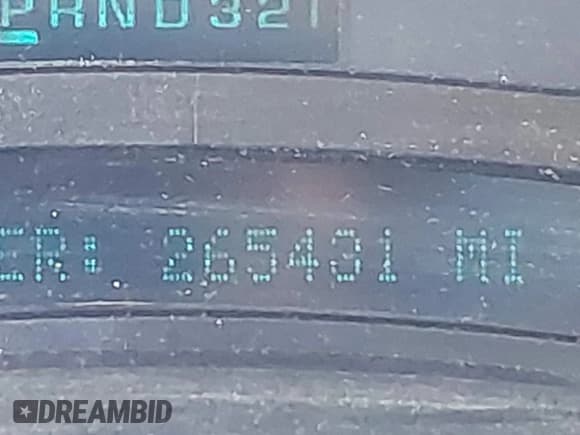 PRND321
ER: 265431 MI
DREAMBID